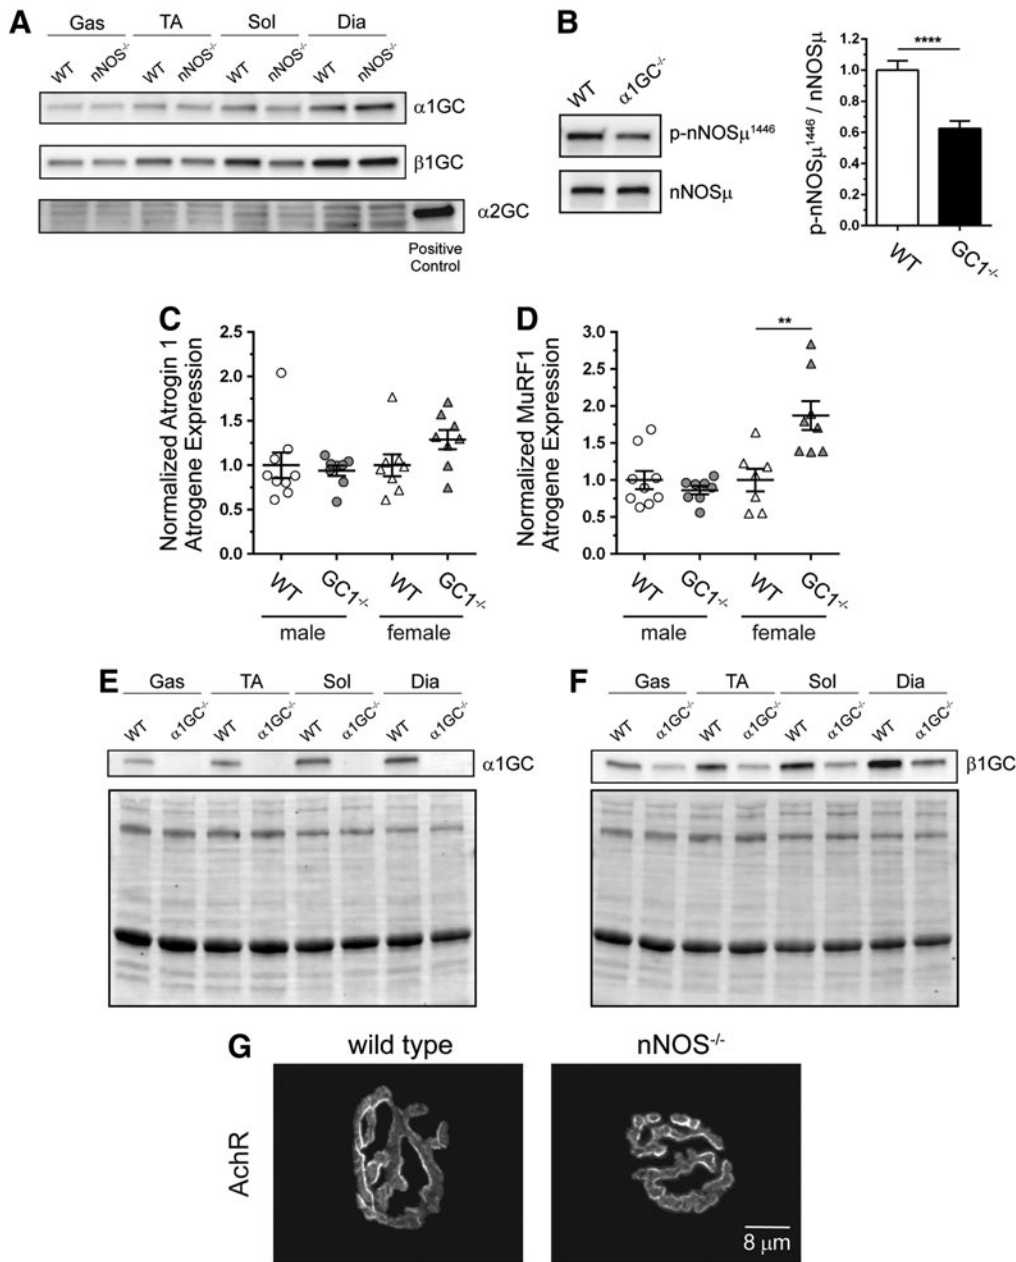 A
Gas TA Sol Dia
WT nNOS-/- WT nNOS-/- WT nNOS-/- WT nNOS-/-
α1GC
β1GC
α2GC
Positive
Control
B
WT α1GC-/-
p-nNOSμ1446
nNOSμ
p-nNOSμ1446 / nNOSμ
1.2
1.0
0.8
0.6
0.4
0.2
0.0
****
WT GC1-/-
C
Normalized Atrogin 1
Atrogene Expression
2.5
2.0
1.5
1.0
0.5
0.0
WT GC1-/- WT GC1-/-
male female
D
Normalized MuRF1
Atrogene Expression
3.0
2.5
2.0
1.5
1.0
0.5
0.0
**
WT GC1-/- WT GC1-/-
male female
E
Gas TA Sol Dia
WT α1GC-/- WT α1GC-/- WT α1GC-/- WT α1GC-/-
α1GC
F
Gas TA Sol Dia
WT α1GC-/- WT α1GC-/- WT α1GC-/- WT α1GC-/-
β1GC
G
wild type nNOS-/-
AchR
8 μm